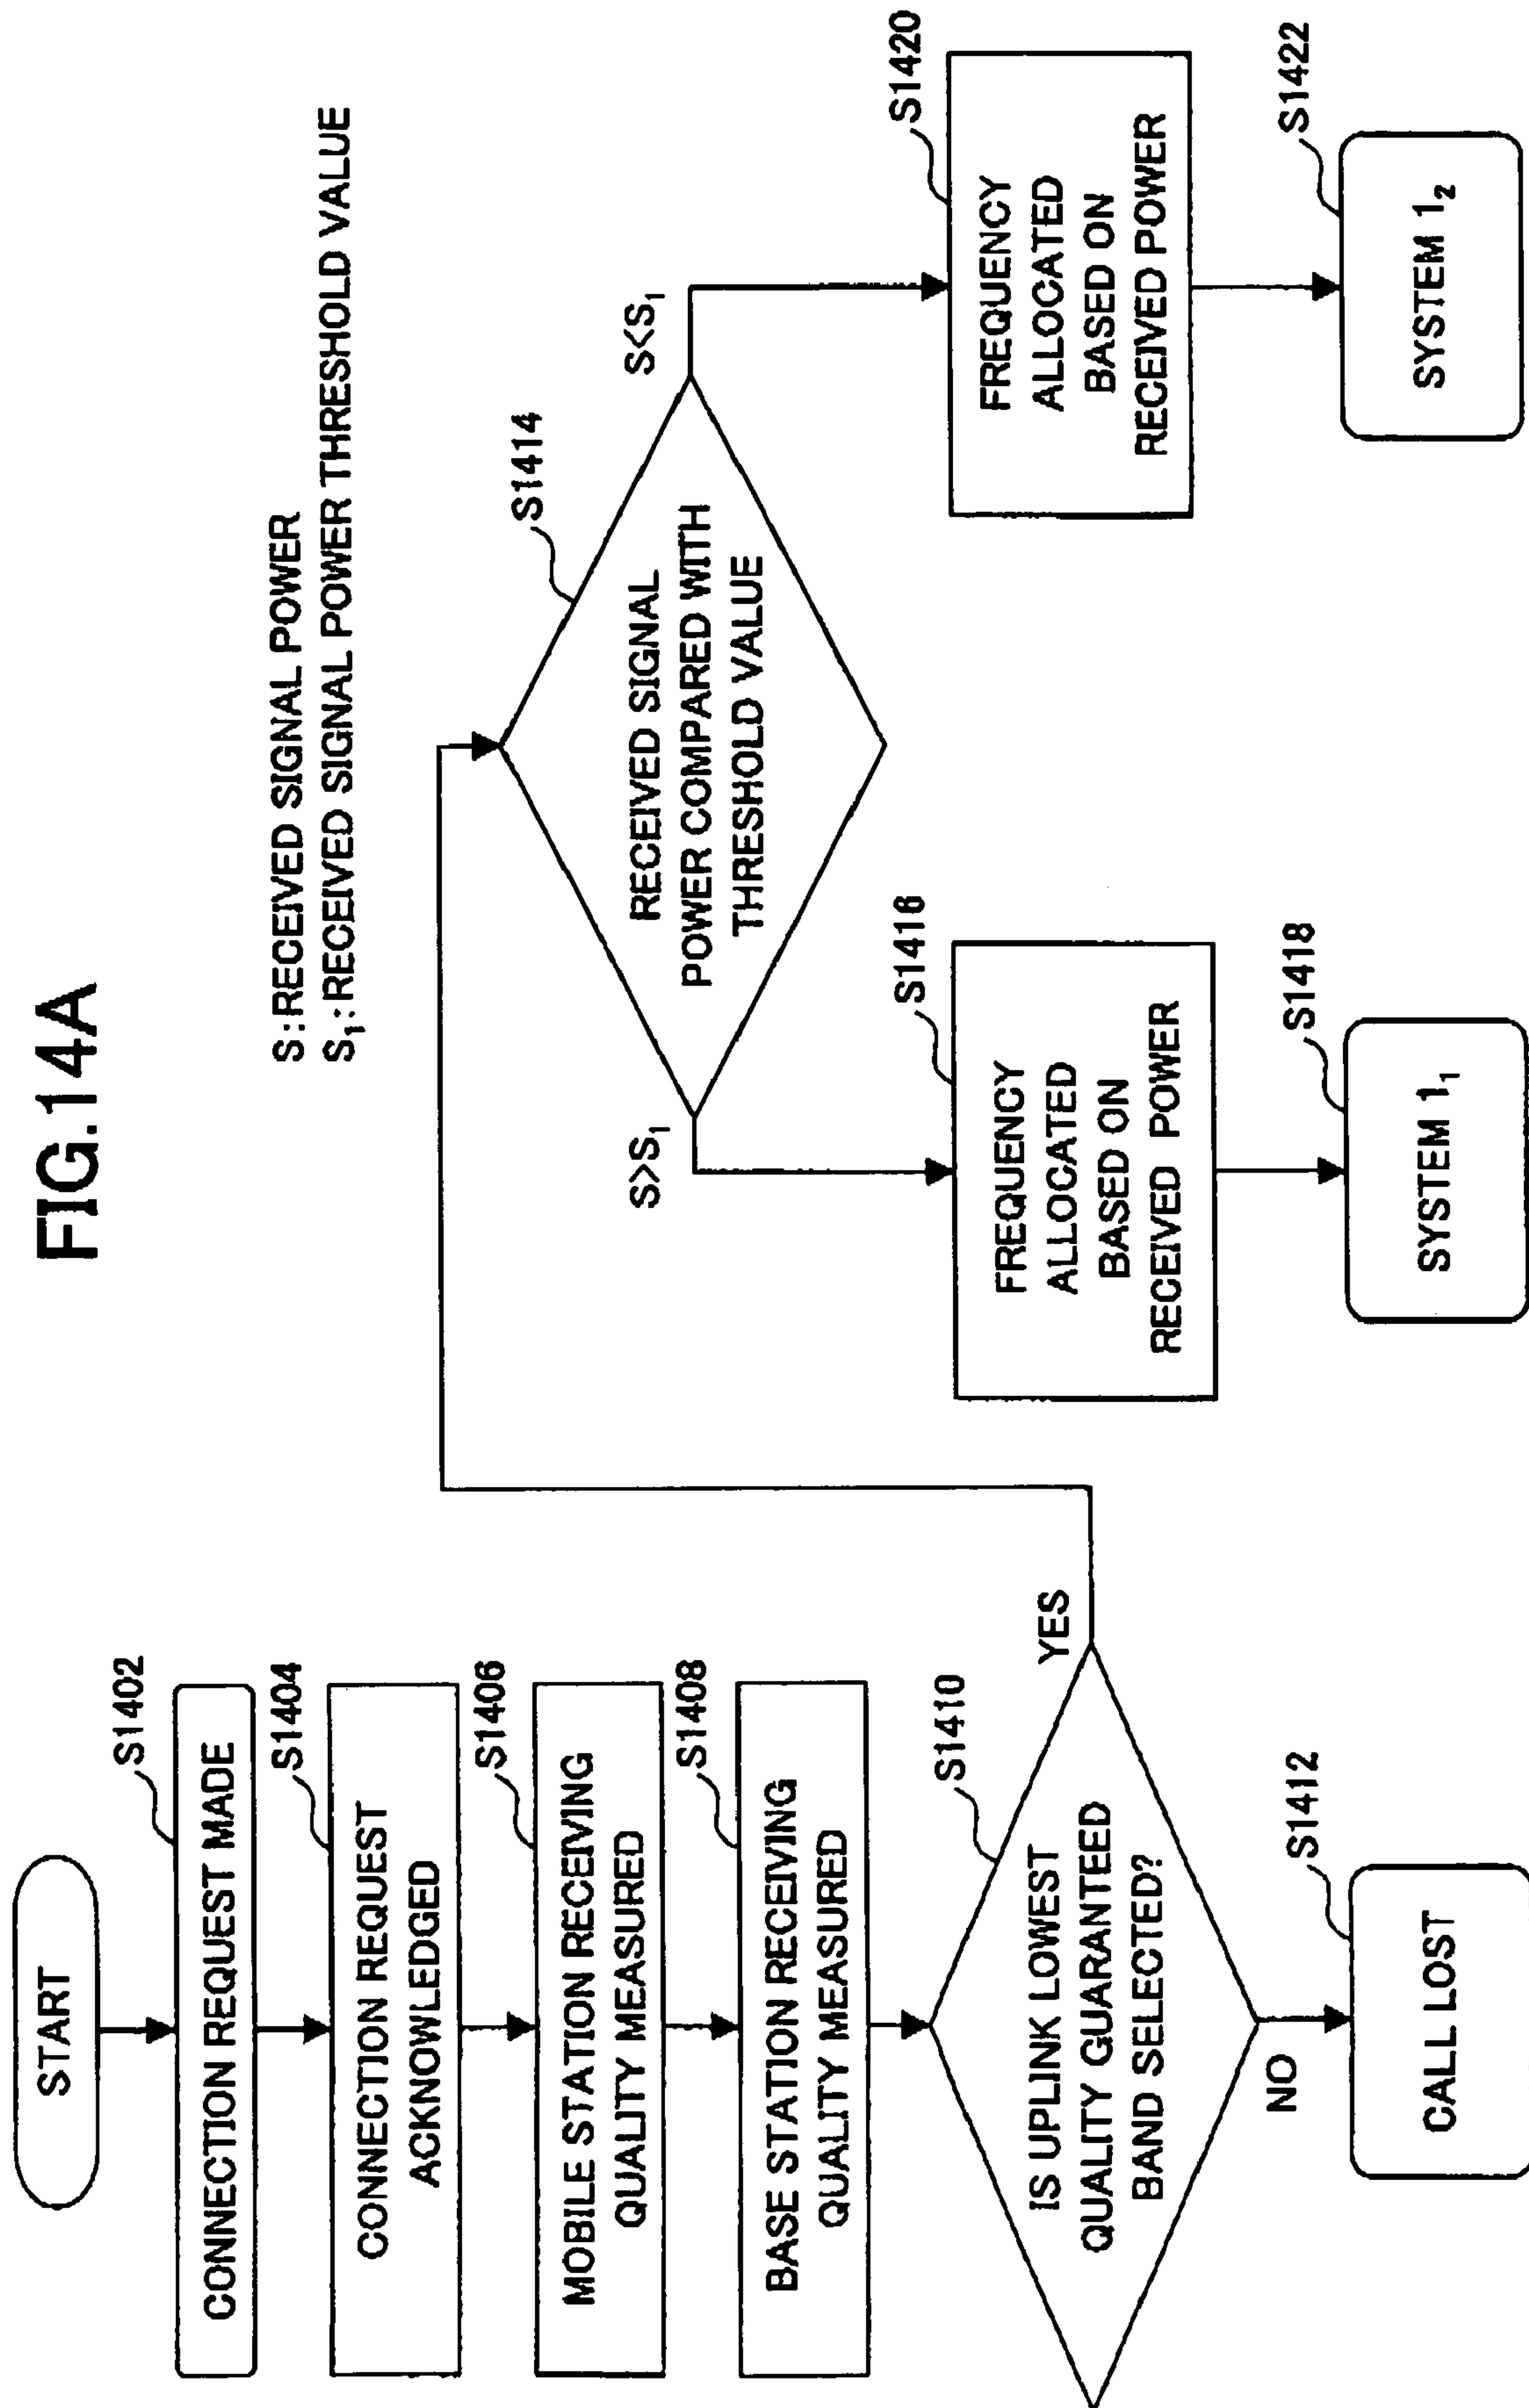 FIG.14A
S:RECEIVED SIGNAL POWER
S₁:RECEIVED SIGNAL POWER THRESHOLD VALUE
START
S1402
CONNECTION REQUEST MADE
S1404
CONNECTION REQUEST
ACKNOWLEDGED
S1406
MOBILE STATION RECEIVING
QUALITY MEASURED
S1408
BASE STATION RECEIVING
QUALITY MEASURED
S1410
IS UPLINK LOWEST
QUALITY GUARANTEED
BAND SELECTED?
YES
NO
S1412
CALL LOST
S1414
RECEIVED SIGNAL
POWER COMPARED WITH
THRESHOLD VALUE
S>S₁
S1416
FREQUENCY
ALLOCATED
BASED ON
RECEIVED POWER
S1418
SYSTEM 1₁
S<S₁
S1420
FREQUENCY
ALLOCATED
BASED ON
RECEIVED POWER
S1422
SYSTEM 1₂